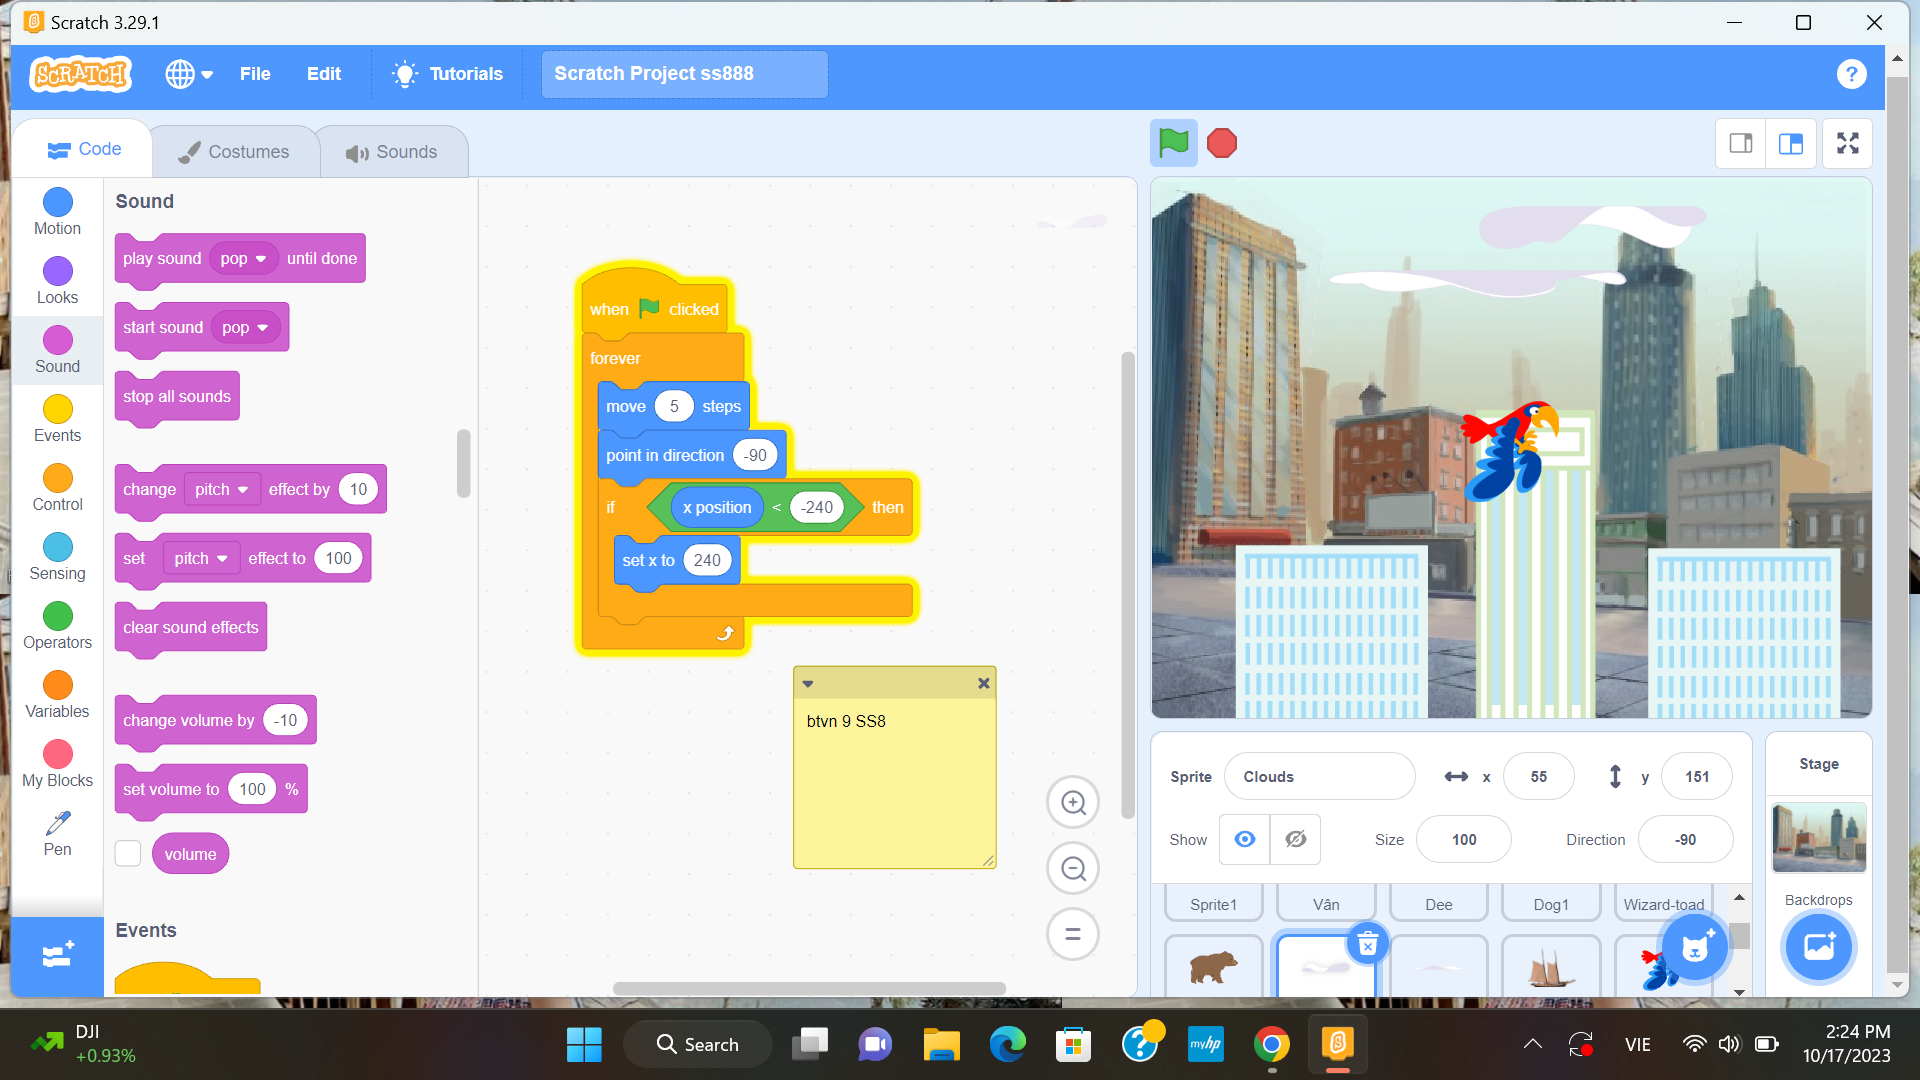 Scratch 3.29.1
SCRATCH
File
Edit
Tutorials
Scratch Project ss888
?
Code
Costumes
Sounds
Motion
Looks
Sound
Events
Control
Sensing
Operators
Variables
My Blocks
Pen
Sound
play sound pop until done
start sound pop
stop all sounds
change pitch effect by 10
set pitch effect to 100
clear sound effects
change volume by -10
set volume to 100 %
volume
Events
when clicked
forever
move 5 steps
point in direction -90
if x position < -240 then
set x to 240
btvn 9 SS8
Sprite Clouds x 55 y 151
Show Size 100 Direction -90
Sprite1
Vân
Dee
Dog1
Wizard-toad
Stage
Backdrops
DJI
+0.93%
Search
myhp
VIE
2:24 PM
10/17/2023